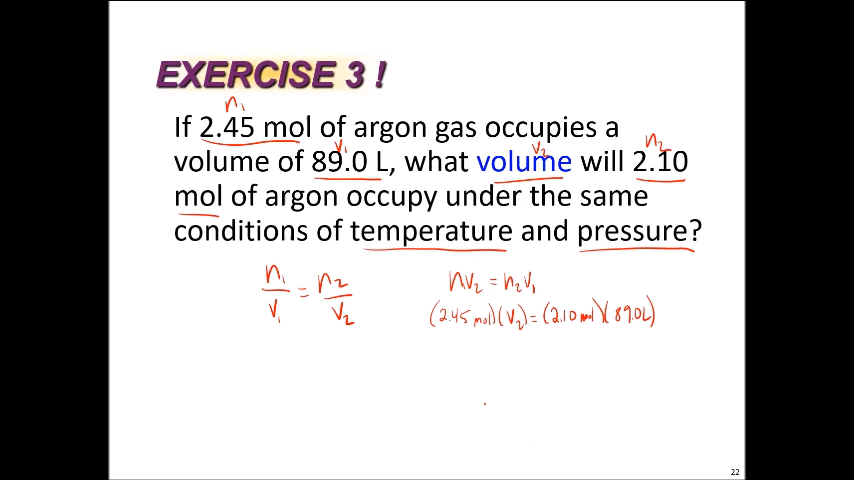 EXERCISE 3 !
n₁
If 2.45 mol of argon gas occupies a
v₁ v₂ n₂
volume of 89.0 L, what volume will 2.10
mol of argon occupy under the same
conditions of temperature and pressure?
n₁/v₁ = n₂/v₂
n₁v₂ = n₂v₁
(2.45 mol)(v₂) = (2.10 mol)(89.0L)
22